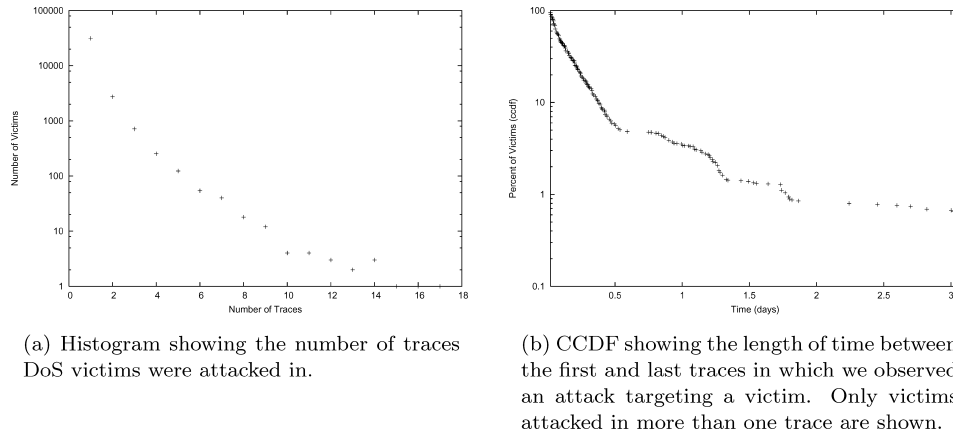 100000
10000
1000
100
10
1
Number of Victims
0 2 4 6 8 10 12 14 16 18
Number of Traces
(a) Histogram showing the number of traces
DoS victims were attacked in.
100
10
1
0.1
Percent of Victims (ccdf)
0.5 1 1.5 2 2.5 3
Time (days)
(b) CCDF showing the length of time between
the first and last traces in which we observed
an attack targeting a victim. Only victims
attacked in more than one trace are shown.